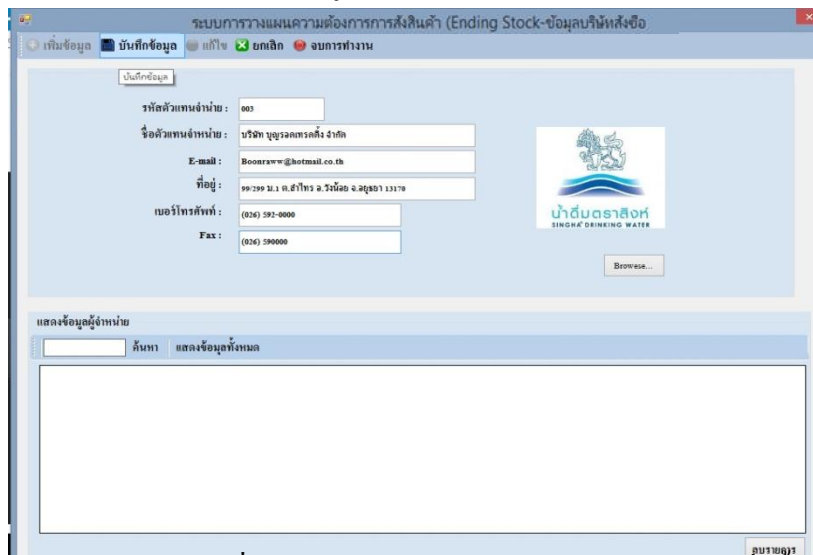 ระบบการวางแผนความต้องการการสั่งสินค้า (Ending Stock-ข้อมูลบริษัทสั่งซื้อ
เพิ่มข้อมูล บันทึกข้อมูล แก้ไข ยกเลิก จบการทำงาน
บันทึกข้อมูล
รหัสตัวแทนจำน่าย : 003
ชื่อตัวแทนจำหน่าย : บริษัท บุญรอดเทรดดิ้ง จำกัด
E-mail : Boonraww@hotmail.co.th
ที่อยู่ : 99/299 ม.1 ต.ลำไทร อ.วังน้อย จ.อยุธยา 13170
เบอร์โทรศัพท์ : (026) 592-0000
Fax : (026) 590000
น้ำดื่มตราสิงห์
SINGHA DRINKING WATER
Browese...
แสดงข้อมูลผู้จำหน่าย
ค้นหา แสดงข้อมูลทั้งหมด
ลบรายการ